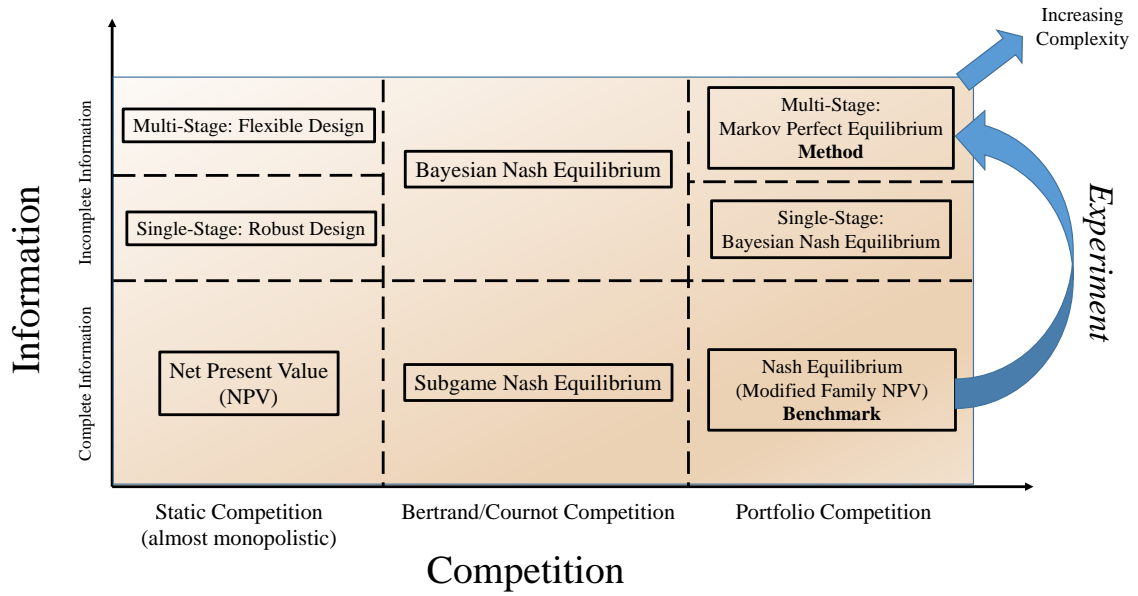 Increasing
Complexity
Information
Incomplete Information
Complete Information
Multi-Stage: Flexible Design
Single-Stage: Robust Design
Net Present Value
(NPV)
Bayesian Nash Equilibrium
Subgame Nash Equilibrium
Multi-Stage:
Markov Perfect Equilibrium
Method
Single-Stage:
Bayesian Nash Equilibrium
Nash Equilibrium
(Modified Family NPV)
Benchmark
Experiment
Static Competition
(almost monopolistic)
Bertrand/Cournot Competition
Portfolio Competition
Competition